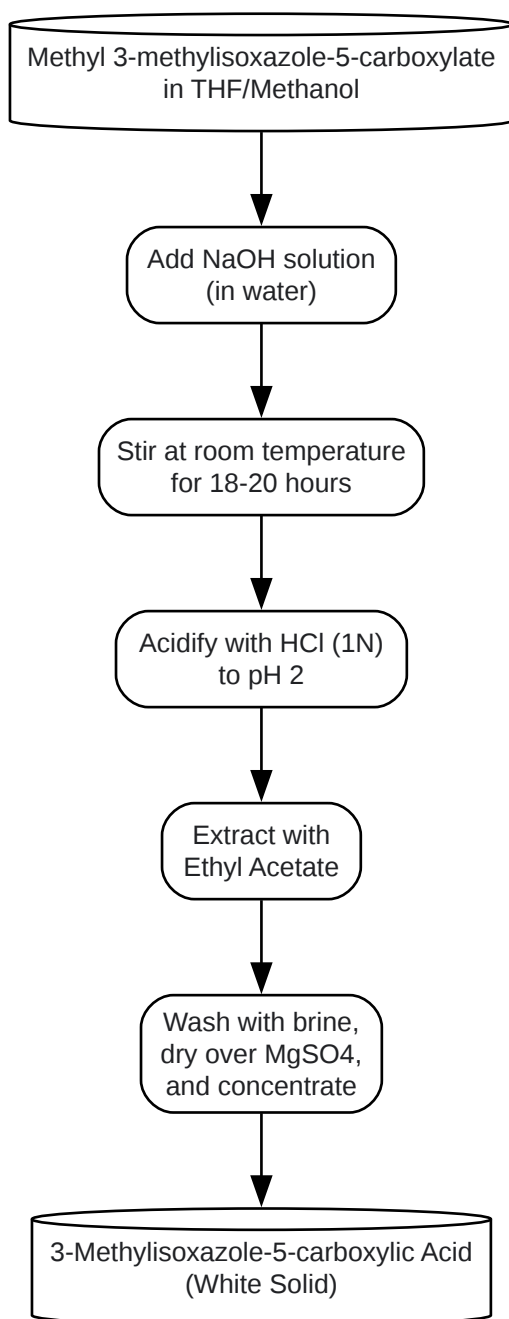 Methyl 3-methylisoxazole-5-carboxylate
in THF/Methanol
Add NaOH solution
(in water)
Stir at room temperature
for 18-20 hours
Acidify with HCl (1N)
to pH 2
Extract with
Ethyl Acetate
Wash with brine,
dry over MgSO4,
and concentrate
3-Methylisoxazole-5-carboxylic Acid
(White Solid)